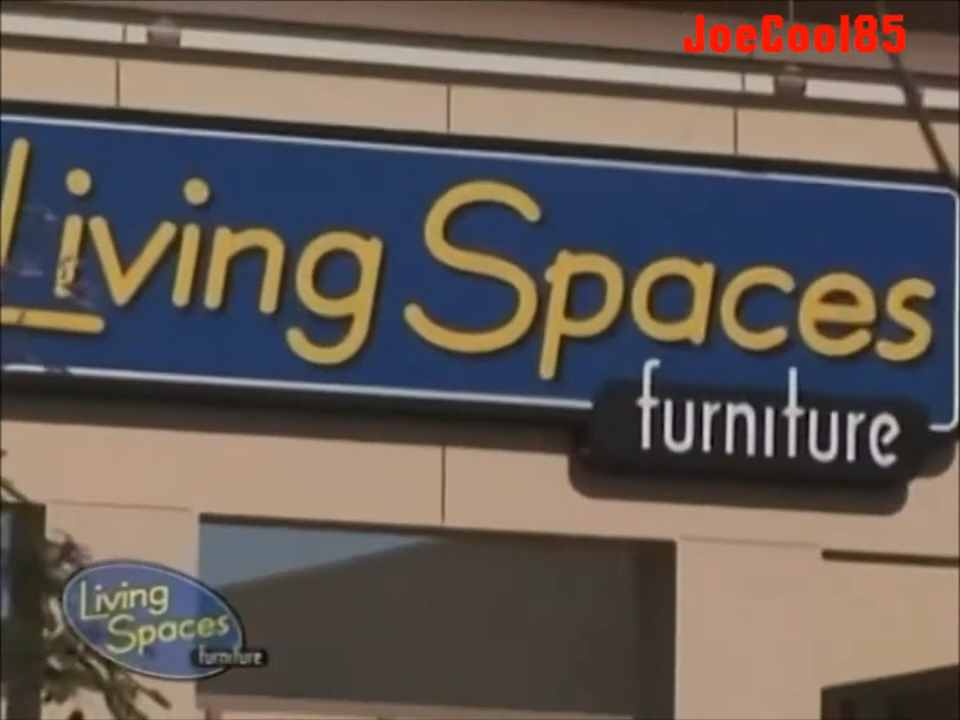 JoeCool85
Living Spaces
furniture
Living
Spaces
furniture